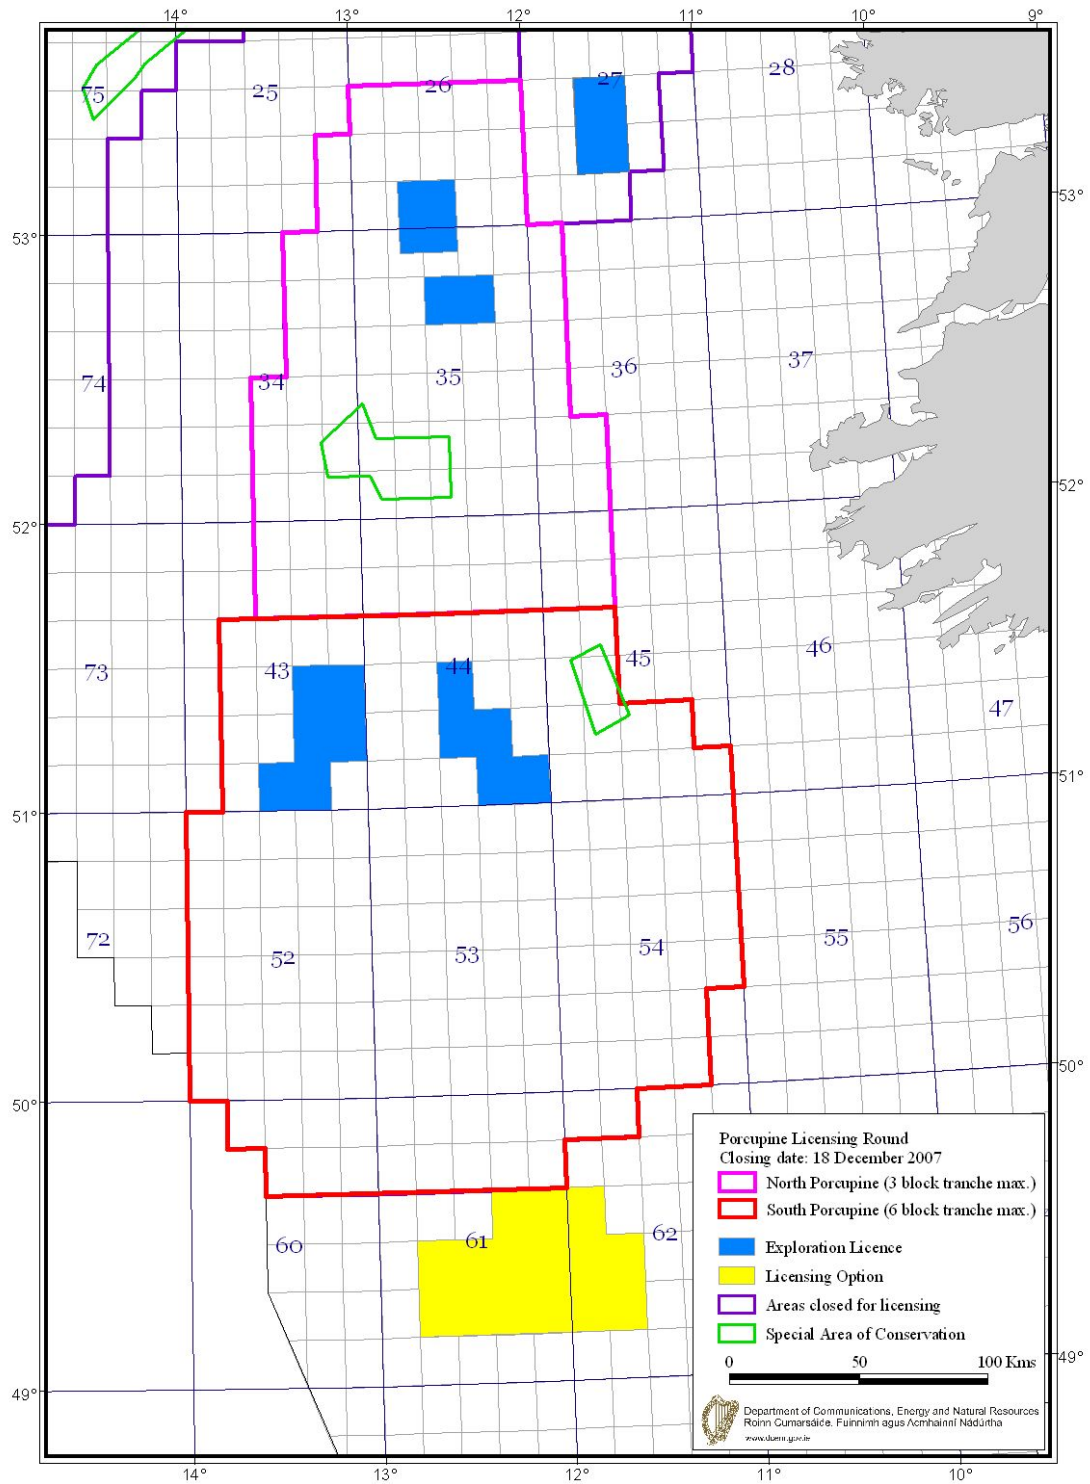 14° 13° 12° 11° 10° 9°
75 25 26 27 28
53° 53°
74 34 35 36 37
52° 52°
73 43 44 45 46
47
51° 51°
72 52 53 54 55 56
50° 50°
60 61 62
49° 49°
14° 13° 12° 11° 10°
Porcupine Licensing Round
Closing date: 18 December 2007
North Porcupine (3 block tranche max.)
South Porcupine (6 block tranche max.)
Exploration Licence
Licensing Option
Areas closed for licensing
Special Area of Conservation
0 50 100 Kms
Department of Communications, Energy and Natural Resources
Roinn Cumarsáide, Fuinnimh agus Acmhainní Nádúrtha